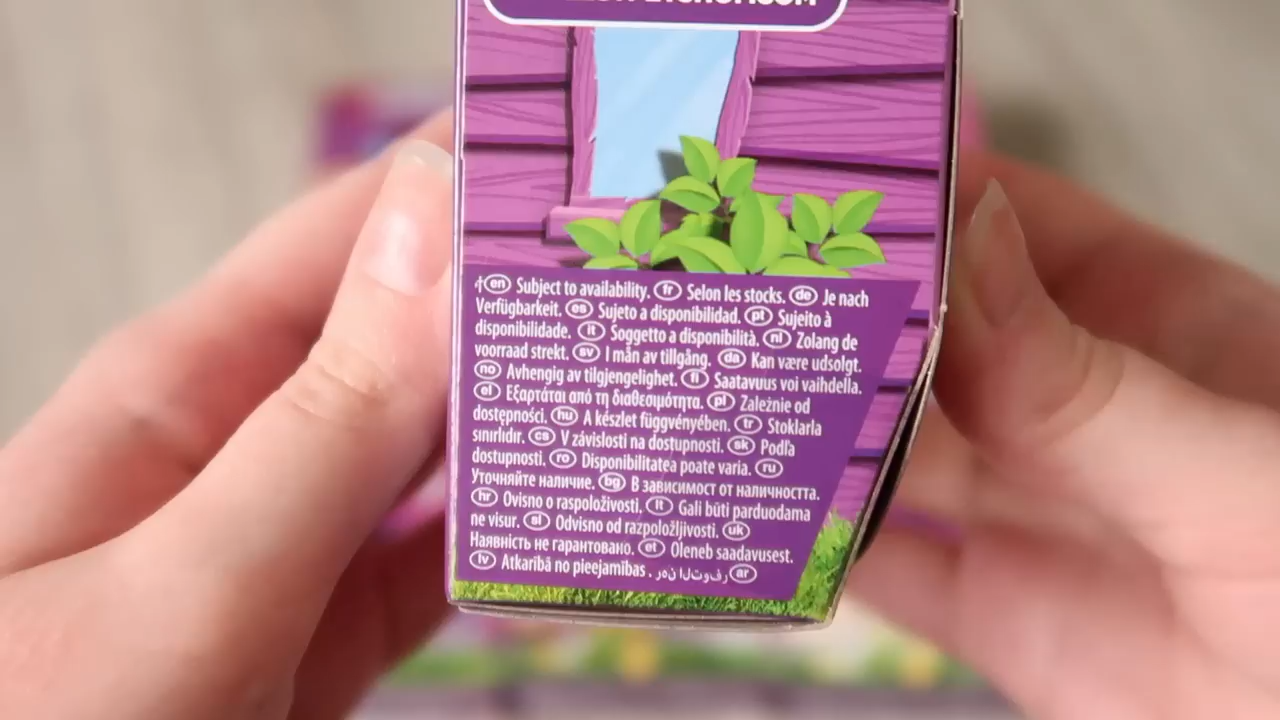 †(en) Subject to availability. (fr) Selon les stocks. (de) Je nach
Verfügbarkeit. (es) Sujeto a disponibilidad. (pt) Sujeito à
disponibilidade. (it) Soggetto a disponibilità. (nl) Zolang de
voorraad strekt. (sv) I mån av tillgång. (da) Kan være udsolgt.
(no) Avhengig av tilgjengelighet. (fi) Saatavuus voi vaihdella.
(el) Εξαρτάται από τη διαθεσιμότητα. (pl) Zależnie od
dostępności. (hu) A készlet függvényében. (tr) Stoklarla
sınırlıdır. (cs) V závislosti na dostupnosti. (sk) Podľa
dostupnosti. (ro) Disponibilitatea poate varia. (ru)
Уточняйте наличие. (bg) В зависимост от наличността.
(hr) Ovisno o raspoloživosti. (lt) Gali būti parduodama
ne visur. (sl) Odvisno od razpoložljivosti. (uk)
Наявність не гарантовано. (et) Oleneb saadavusest.
(lv) Atkarībā no pieejamības . رهن التوفر (ar)